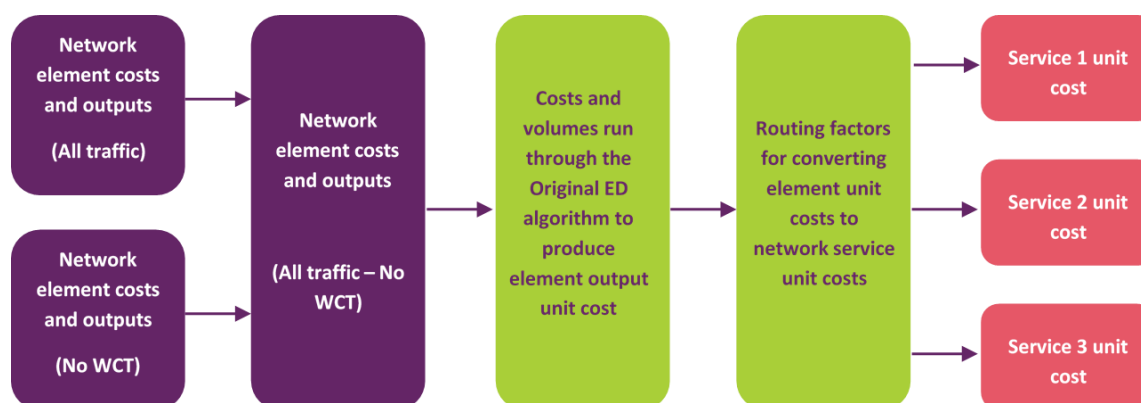 Network
element costs
and outputs
(All traffic)
Network
element costs
and outputs
(No WCT)
Network
element costs
and outputs
(All traffic – No
WCT)
Costs and
volumes run
through the
Original ED
algorithm to
produce
element output
unit cost
Routing factors
for converting
element unit
costs to
network service
unit costs
Service 1 unit
cost
Service 2 unit
cost
Service 3 unit
cost